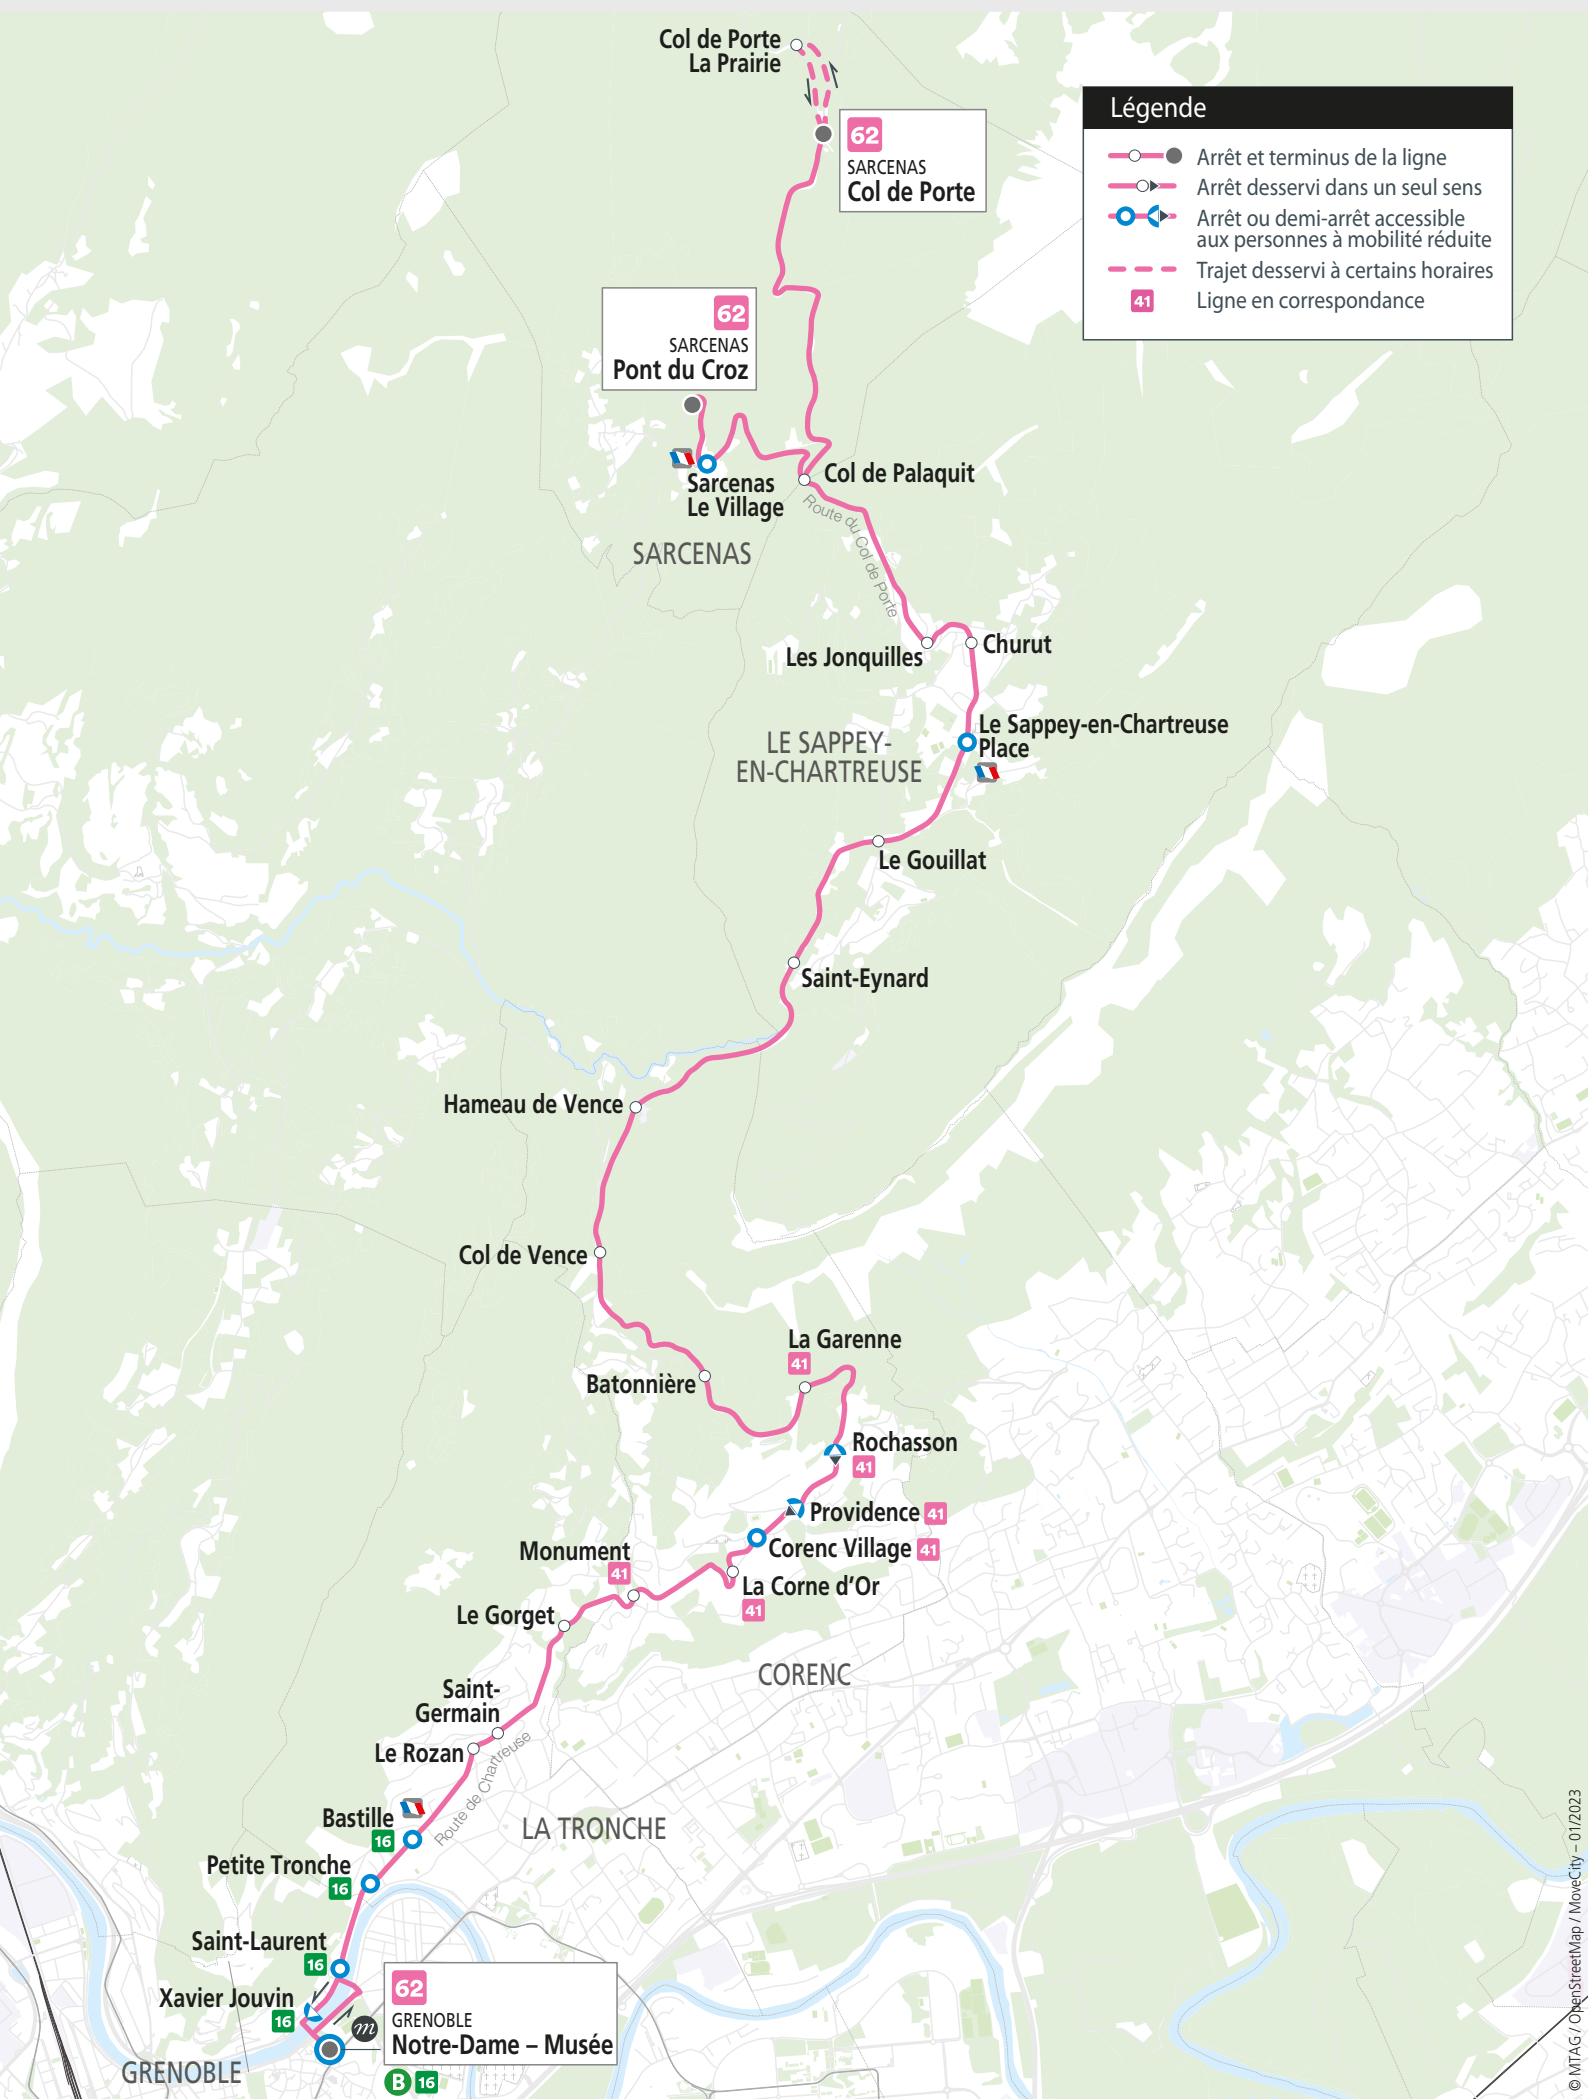 Col de Porte
La Prairie
62
SARCENAS
Col de Porte
Légende
Arrêt et terminus de la ligne
Arrêt desservi dans un seul sens
Arrêt ou demi-arrêt accessible
aux personnes à mobilité réduite
Trajet desservi à certains horaires
41 Ligne en correspondance
62
SARCENAS
Pont du Croz
Sarcenas
Le Village
Col de Palaquit
Route du Col de Porte
SARCENAS
Les Jonquilles
Churut
Le Sappey-en-Chartreuse
Place
LE SAPPEY-
EN-CHARTREUSE
Le Gouillat
Saint-Eynard
Hameau de Vence
Col de Vence
La Garenne
41
Batonnière
Rochasson
41
Providence 41
Corenc Village 41
Monument
41
La Corne d'Or
41
Le Gorget
CORENC
Saint-
Germain
Le Rozan
Route de Chartreuse
Bastille
16
LA TRONCHE
Petite Tronche
16
Saint-Laurent
16
Xavier Jouvin
16
m
62
GRENOBLE
Notre-Dame – Musée
B 16
GRENOBLE
© MTAG / OpenStreetMap / MoveCity – 01/2023